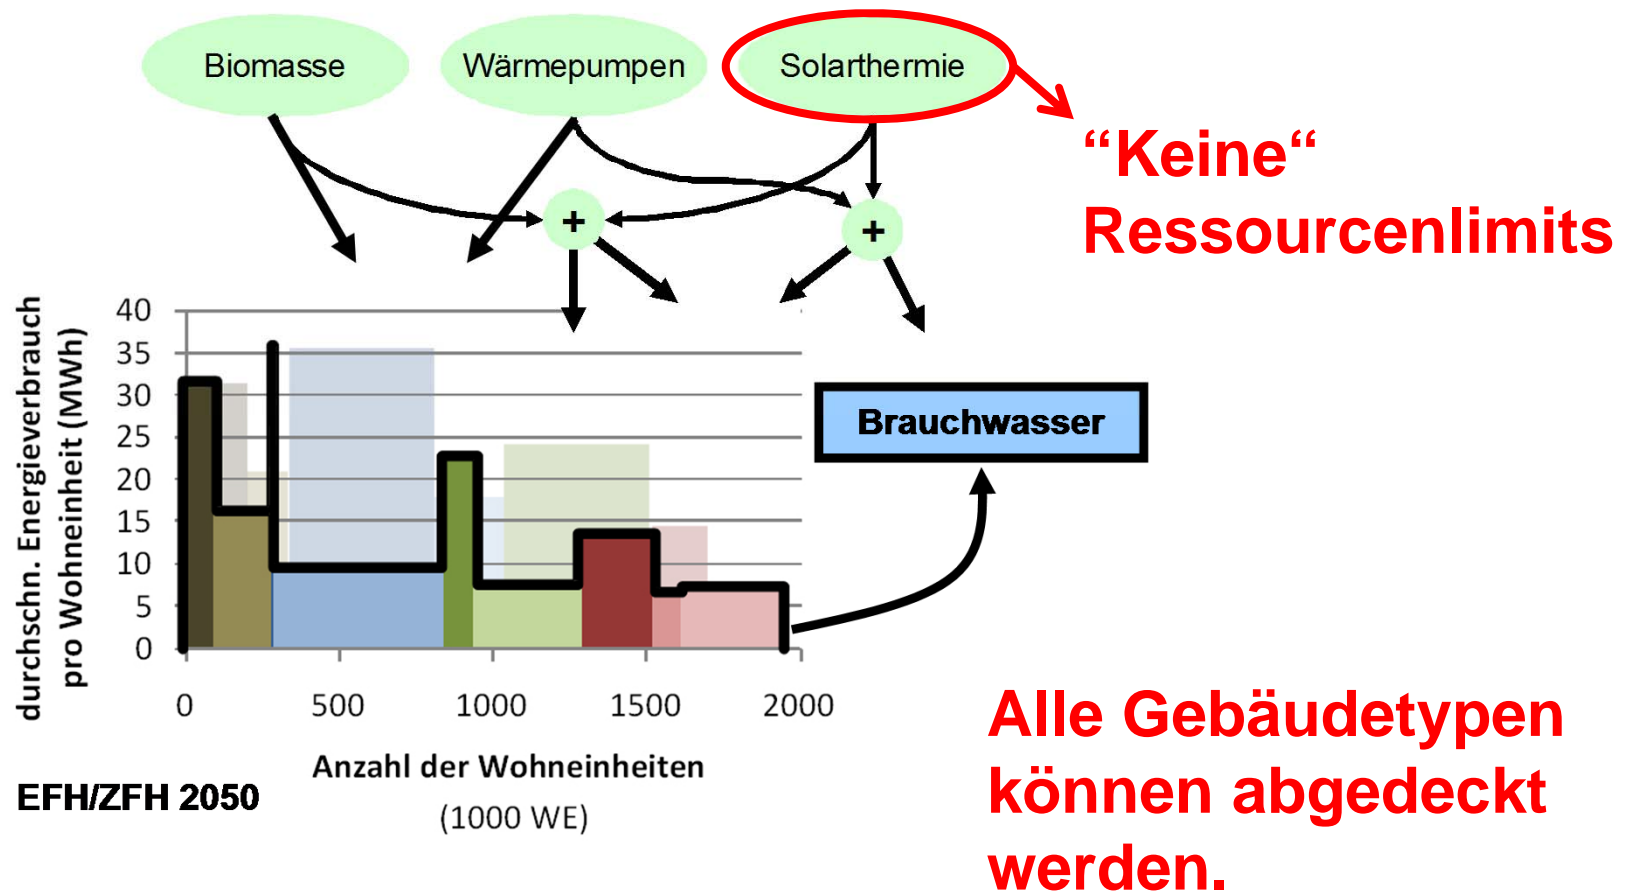 Biomasse
Wärmepumpen
Solarthermie
“Keine“
Ressourcenlimits
+
+
durchschn. Energieverbrauch
pro Wohneinheit (MWh)
40
35
30
25
20
15
10
5
0
Brauchwasser
0
500
1000
1500
2000
Anzahl der Wohneinheiten
(1000 WE)
EFH/ZFH 2050
Alle Gebäudetypen
können abgedeckt
werden.